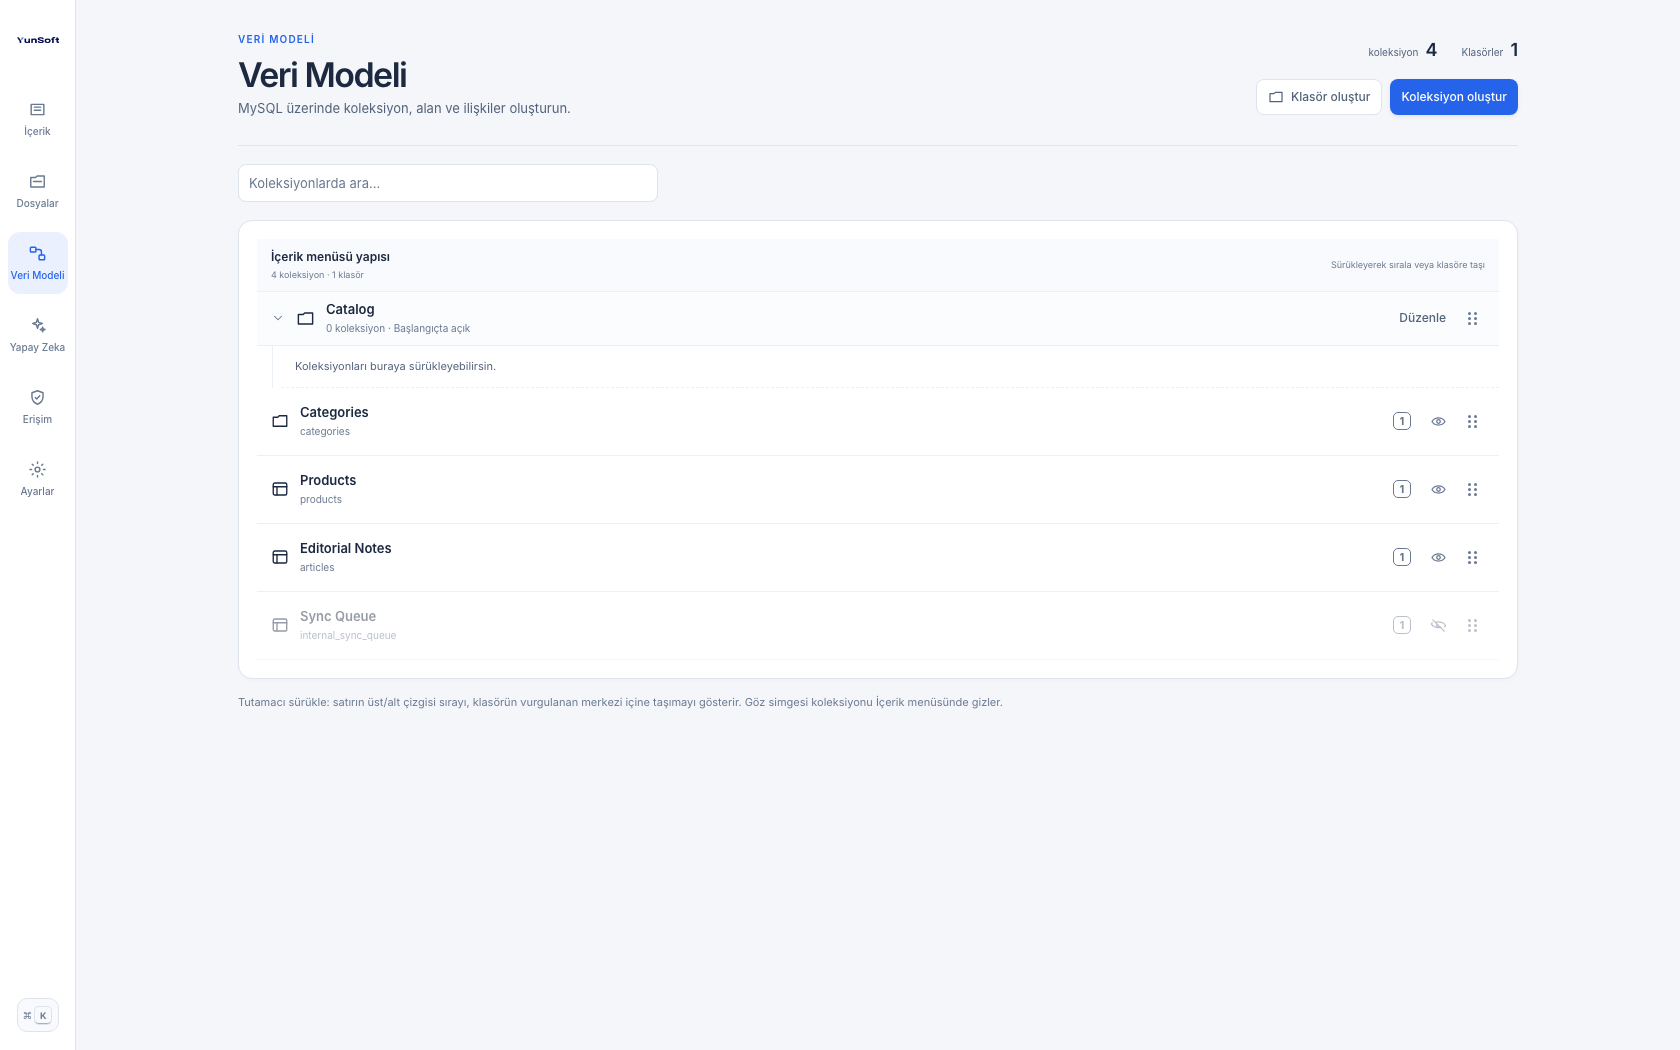 YunSoft
İçerik
Dosyalar
Veri Modeli
Yapay Zeka
Erişim
Ayarlar
⌘ K
VERİ MODELİ
Veri Modeli
MySQL üzerinde koleksiyon, alan ve ilişkiler oluşturun.
koleksiyon 4 Klasörler 1
Klasör oluştur Koleksiyon oluştur
Koleksiyonlarda ara...
İçerik menüsü yapısı
4 koleksiyon · 1 klasör
Sürükleyerek sırala veya klasöre taşı
Catalog
0 koleksiyon · Başlangıçta açık
Düzenle
Koleksiyonları buraya sürükleyebilirsin.
Categories
categories
1
Products
products
1
Editorial Notes
articles
1
Sync Queue
internal_sync_queue
1
Tutamacı sürükle: satırın üst/alt çizgisi sırayı, klasörün vurgulanan merkezi içine taşımayı gösterir. Göz simgesi koleksiyonu İçerik menüsünde gizler.